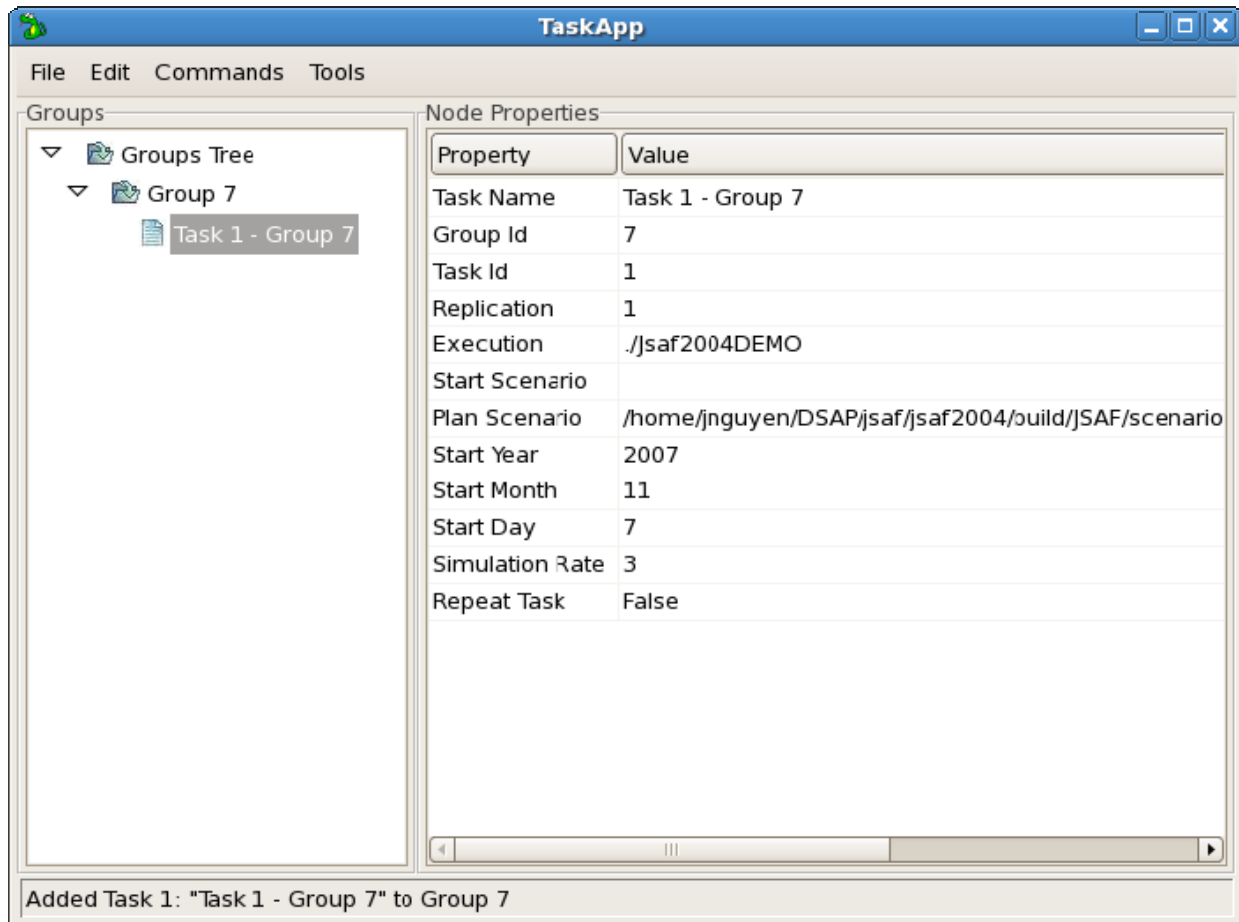 TaskApp
File Edit Commands Tools
Groups
Groups Tree
Group 7
Task 1 - Group 7
Node Properties
Property Value
Task Name Task 1 - Group 7
Group Id 7
Task Id 1
Replication 1
Execution ./Jsaf2004DEMO
Start Scenario
Plan Scenario /home/jnguyen/DSAP/jsaf/jsaf2004/build/JSAF/scenario
Start Year 2007
Start Month 11
Start Day 7
Simulation Rate 3
Repeat Task False
Added Task 1: "Task 1 - Group 7" to Group 7